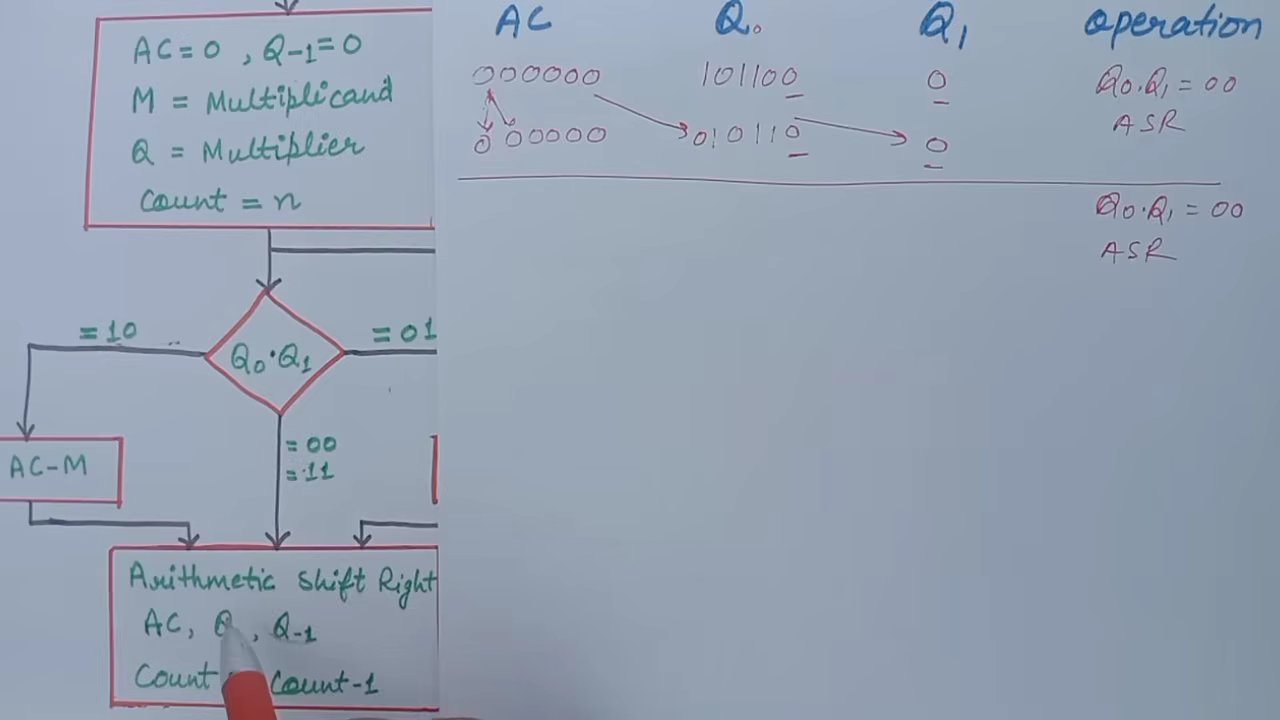 AC = 0 , Q-1 = 0
M = Multiplicand
Q = Multiplier
Count = n
= 10
Q0·Q1
= 01
= 00
= 11
AC-M
Arithmetic Shift Right
AC, Q , Q-1
Count Count-1
AC Q0 Q1 operation
000000 101100 0 Q0·Q1 = 00
ASR
000000 010110 0
Q0·Q1 = 00
ASR